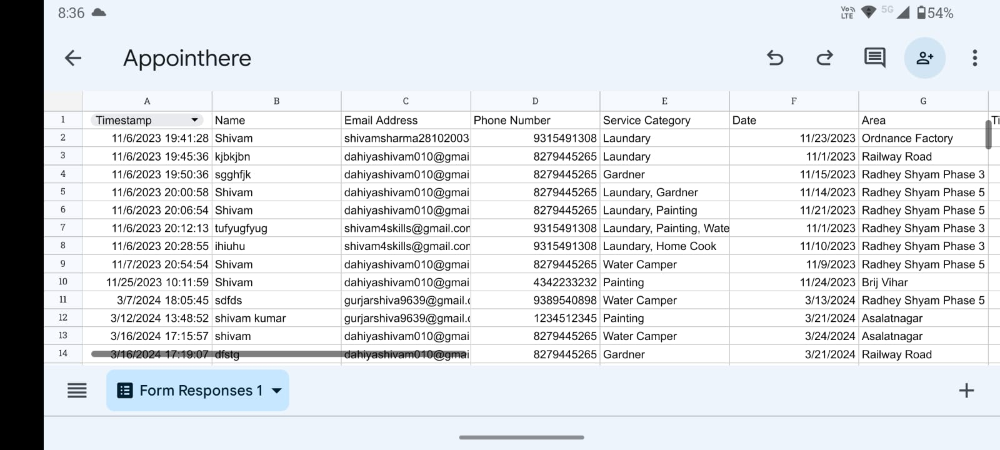 8:36 Vo LTE 5G 54%
Appointhere
A B C D E F G
1 Timestamp Name Email Address Phone Number Service Category Date Area Ti
2 11/6/2023 19:41:28 Shivam shivamsharma28102003 9315491308 Laundary 11/23/2023 Ordnance Factory
3 11/6/2023 19:45:36 kjbkjbn dahiyashivam010@gmai 8279445265 Laundary 11/1/2023 Railway Road
4 11/6/2023 19:50:36 sgghfjk dahiyashivam010@gmai 8279445265 Gardner 11/15/2023 Radhey Shyam Phase 3
5 11/6/2023 20:00:58 Shivam dahiyashivam010@gmai 8279445265 Laundary, Gardner 11/14/2023 Radhey Shyam Phase 5
6 11/6/2023 20:06:54 Shivam dahiyashivam010@gmai 8279445265 Laundary, Painting 11/21/2023 Radhey Shyam Phase 5
7 11/6/2023 20:12:13 tufyugfyug shivam4skills@gmail.con 9315491308 Laundary, Painting, Wate 11/1/2023 Radhey Shyam Phase 3
8 11/6/2023 20:28:55 ihiuhu shivam4skills@gmail.con 9315491308 Laundary, Home Cook 11/10/2023 Radhey Shyam Phase 3
9 11/7/2023 20:54:54 Shivam dahiyashivam010@gmai 8279445265 Water Camper 11/9/2023 Radhey Shyam Phase 5
10 11/25/2023 10:11:59 Shivam dahiyashivam010@gmai 4342233232 Painting 11/24/2023 Brij Vihar
11 3/7/2024 18:05:45 sdfds gurjarshiva9639@gmail.c 9389540898 Water Camper 3/13/2024 Radhey Shyam Phase 5
12 3/12/2024 13:48:52 shivam kumar gurjarshiva9639@gmail.c 1234512345 Painting 3/21/2024 Asalatnagar
13 3/16/2024 17:15:57 shivam dahiyashivam010@gmai 8279445265 Water Camper 3/24/2024 Asalatnagar
14 3/16/2024 17:19:07 dfstg dahiyashivam010@gmai 8279445265 Gardner 3/21/2024 Railway Road
Form Responses 1